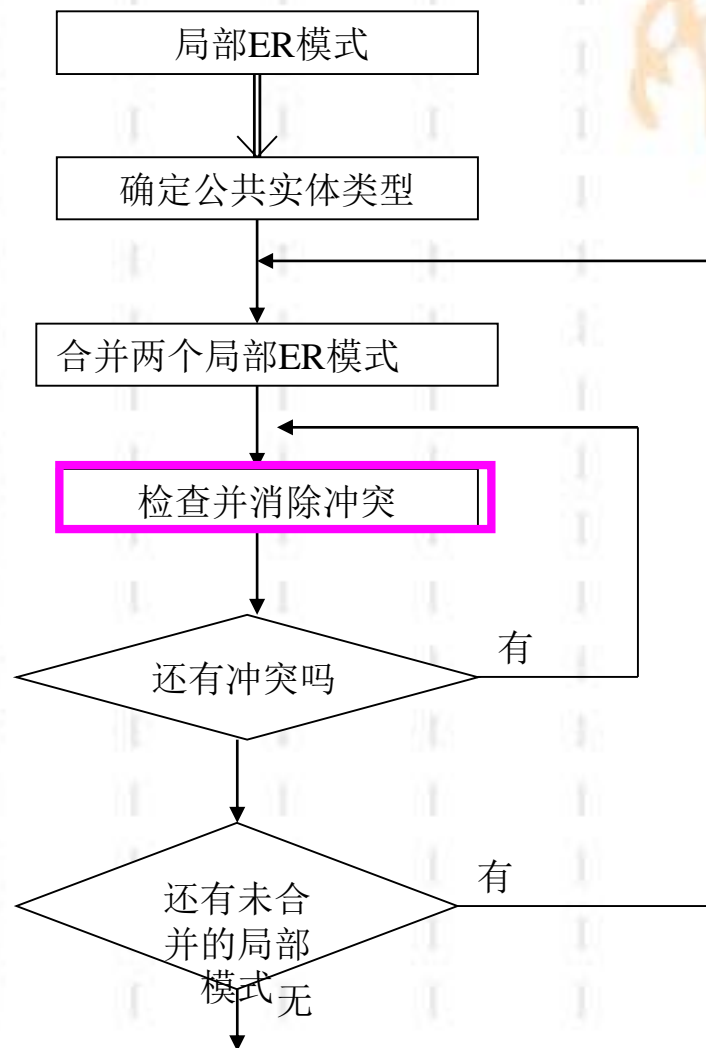 局部ER模式
确定公共实体类型
合并两个局部ER模式
检查并消除冲突
还有冲突吗
有
还有未合
并的局部
模式
有
无